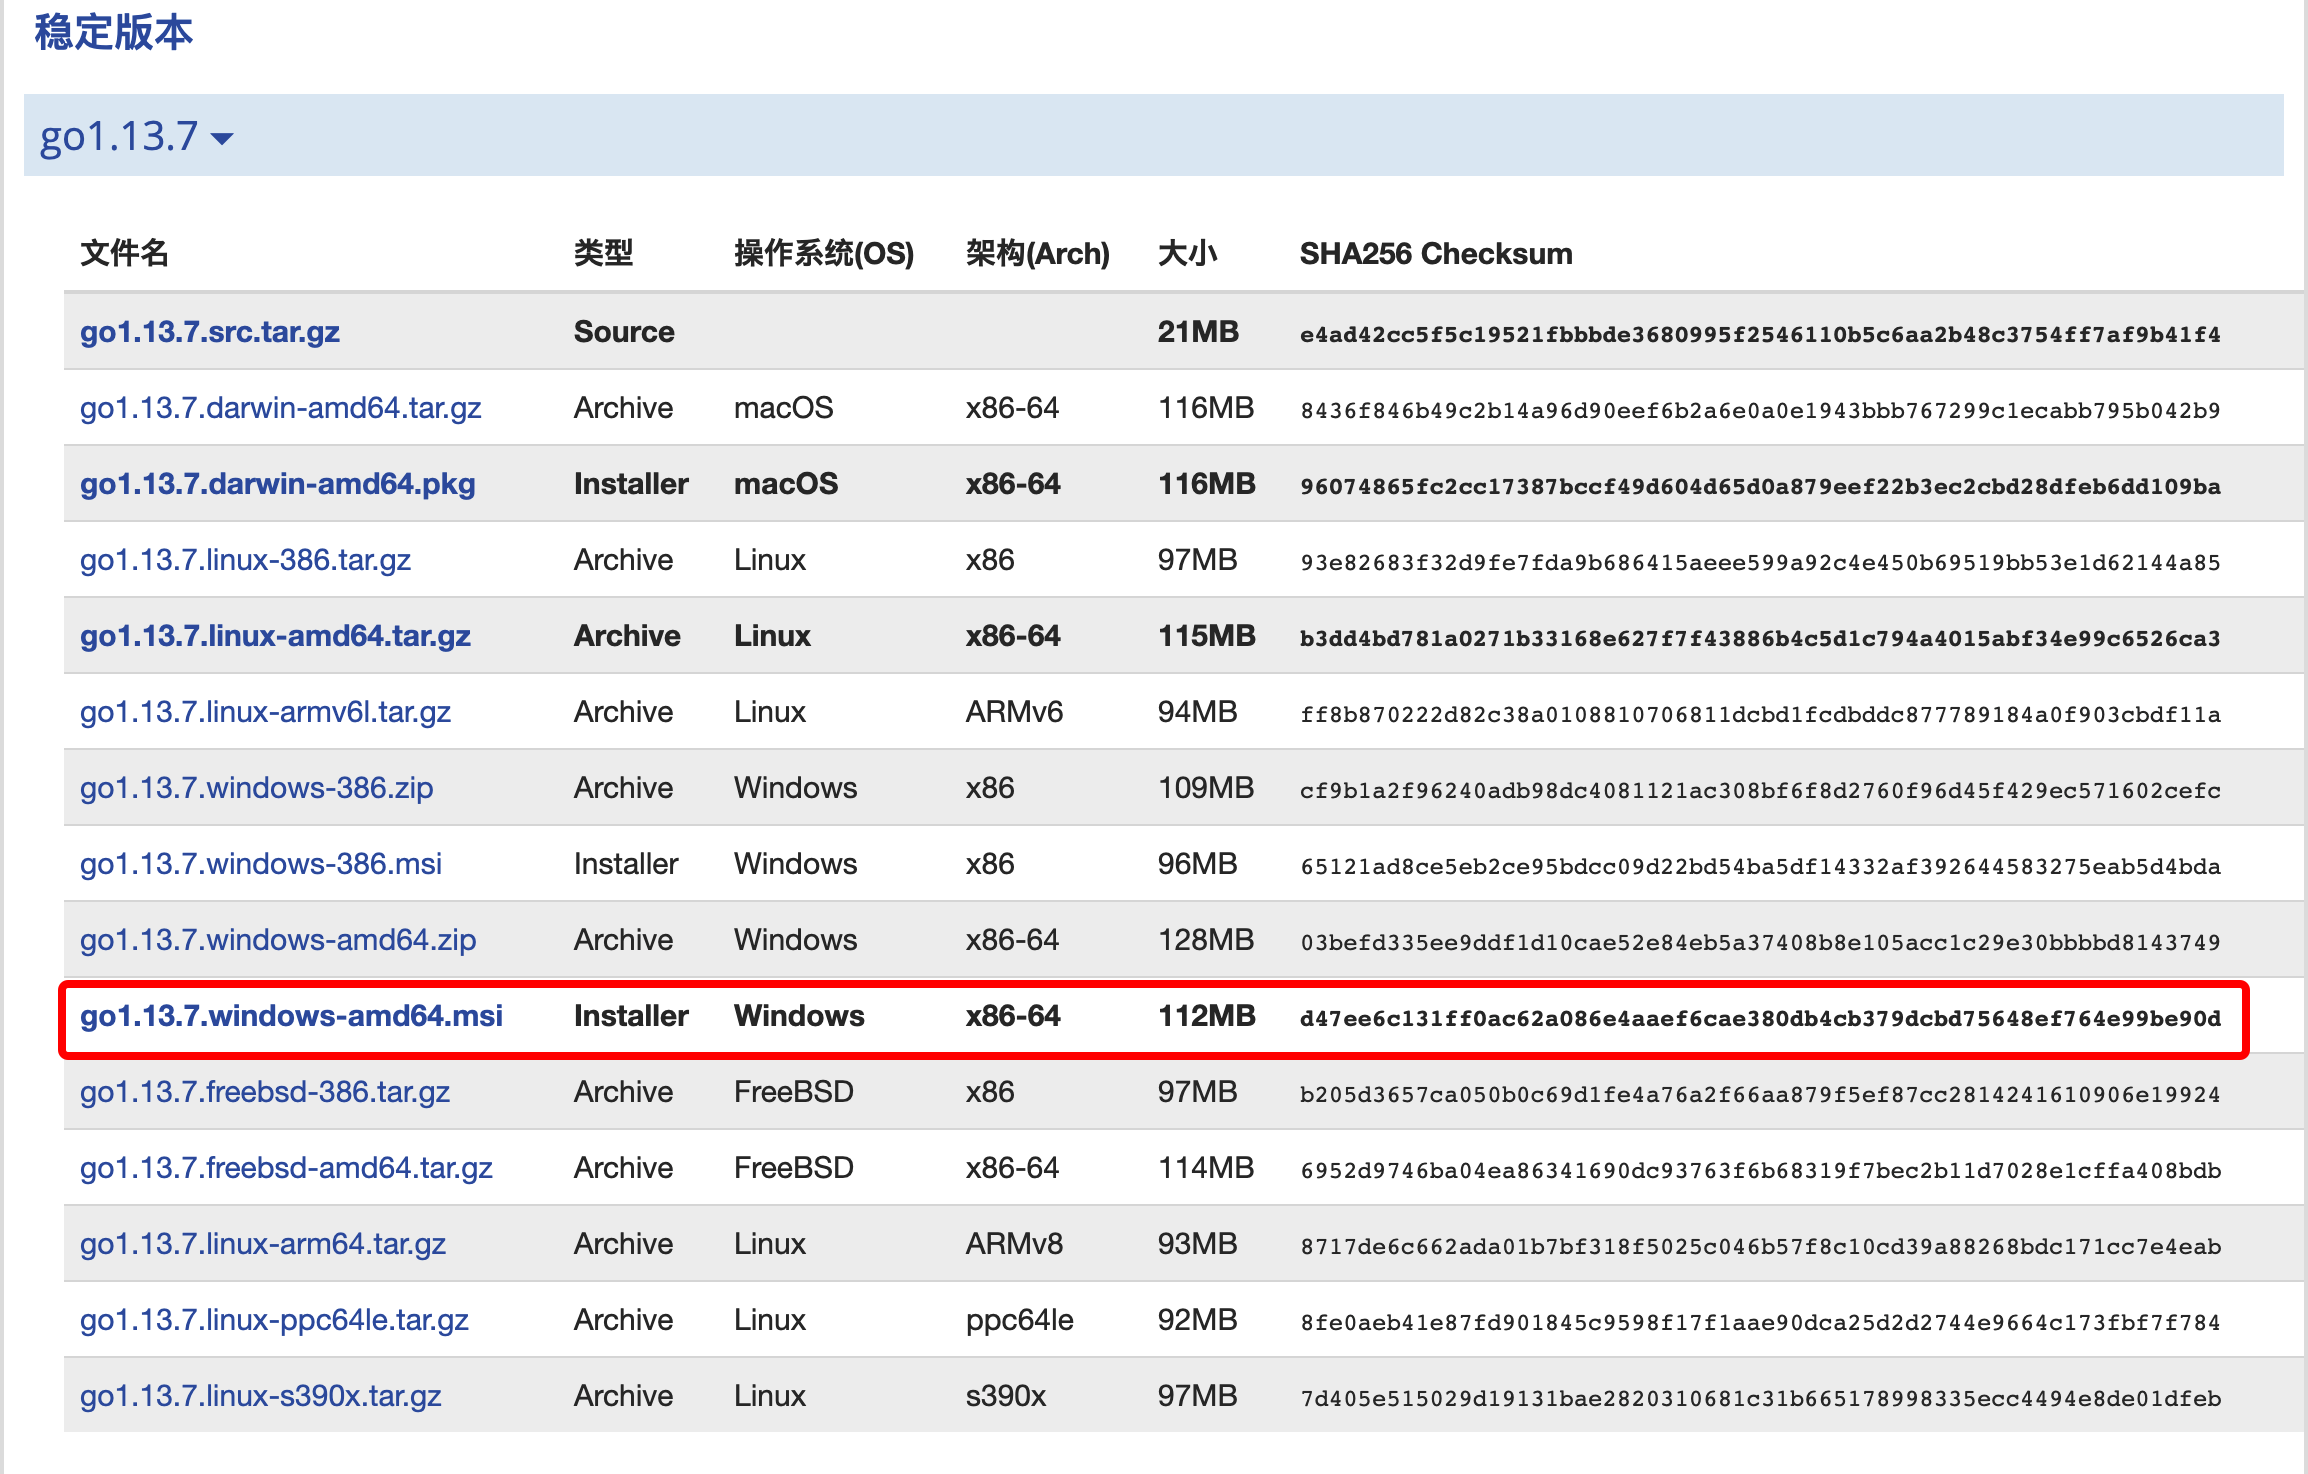 稳定版本
go1.13.7
文件名 类型 操作系统(OS) 架构(Arch) 大小 SHA256 Checksum
go1.13.7.src.tar.gz Source 21MB e4ad42cc5f5c19521fbbbde3680995f2546110b5c6aa2b48c3754ff7af9b41f4
go1.13.7.darwin-amd64.tar.gz Archive macOS x86-64 116MB 8436f846b49c2b14a96d90eef6b2a6e0a0e1943bbb767299c1ecabb795b042b9
go1.13.7.darwin-amd64.pkg Installer macOS x86-64 116MB 96074865fc2cc17387bccf49d604d65d0a879eef22b3ec2cbd28dfeb6dd109ba
go1.13.7.linux-386.tar.gz Archive Linux x86 97MB 93e82683f32d9fe7fda9b686415aeee599a92c4e450b69519bb53e1d62144a85
go1.13.7.linux-amd64.tar.gz Archive Linux x86-64 115MB b3dd4bd781a0271b33168e627f7f43886b4c5d1c794a4015abf34e99c6526ca3
go1.13.7.linux-armv6l.tar.gz Archive Linux ARMv6 94MB ff8b870222d82c38a0108810706811dcbd1fcdbddc877789184a0f903cbdf11a
go1.13.7.windows-386.zip Archive Windows x86 109MB cf9b1a2f96240adb98dc4081121ac308bf6f8d2760f96d45f429ec571602cefc
go1.13.7.windows-386.msi Installer Windows x86 96MB 65121ad8ce5eb2ce95bdcc09d22bd54ba5df14332af392644583275eab5d4bda
go1.13.7.windows-amd64.zip Archive Windows x86-64 128MB 03befd335ee9ddf1d10cae52e84eb5a37408b8e105acc1c29e30bbbbd8143749
go1.13.7.windows-amd64.msi Installer Windows x86-64 112MB d47ee6c131ff0ac62a086e4aaef6cae380db4cb379dcbd75648ef764e99be90d
go1.13.7.freebsd-386.tar.gz Archive FreeBSD x86 97MB b205d3657ca050b0c69d1fe4a76a2f66aa879f5ef87cc2814241610906e19924
go1.13.7.freebsd-amd64.tar.gz Archive FreeBSD x86-64 114MB 6952d9746ba04ea86341690dc93763f6b68319f7bec2b11d7028e1cffa408bdb
go1.13.7.linux-arm64.tar.gz Archive Linux ARMv8 93MB 8717de6c662ada01b7bf318f5025c046b57f8c10cd39a88268bdc171cc7e4eab
go1.13.7.linux-ppc64le.tar.gz Archive Linux ppc64le 92MB 8fe0aeb41e87fd901845c9598f17f1aae90dca25d2d2744e9664c173fbf7f784
go1.13.7.linux-s390x.tar.gz Archive Linux s390x 97MB 7d405e515029d19131bae2820310681c31b665178998335ecc4494e8de01dfeb